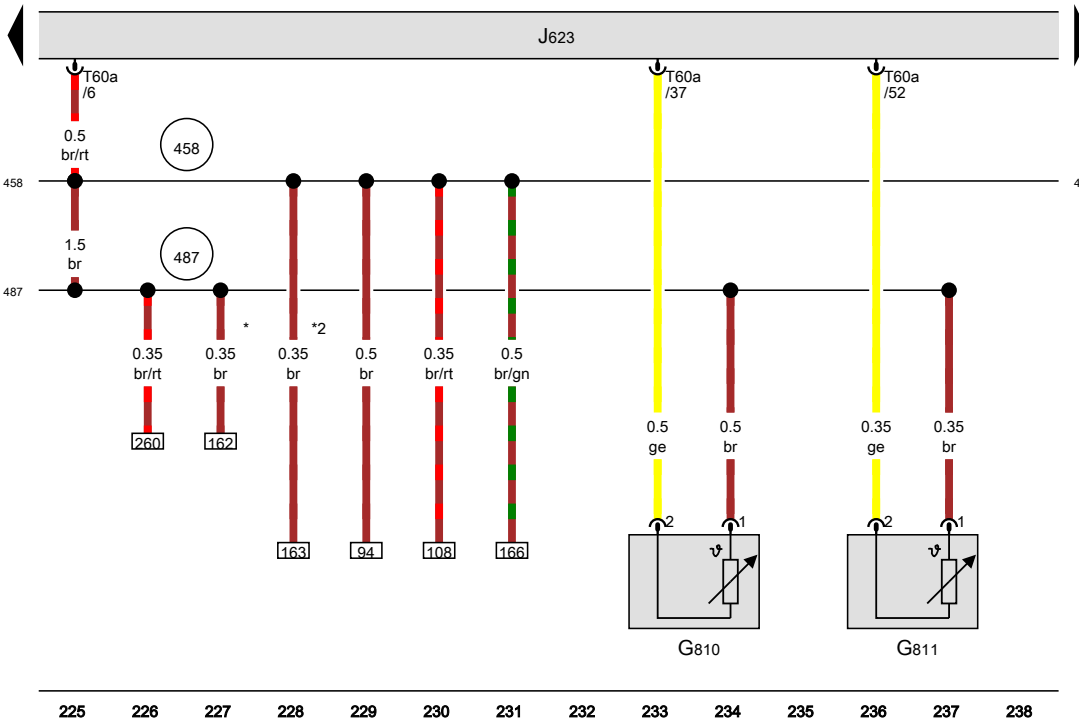 J623
T60a
/6
T60a
/37
T60a
/52
0.5
br/rt
458
458
4
1.5
br
487
487
*
*2
0.35
br/rt
0.35
br
0.35
br
0.5
br
0.35
br/rt
0.5
br/gn
0.5
ge
0.5
br
0.35
ge
0.35
br
260
162
163
94
108
166
2
1
2
1
ϑ
ϑ
G810
G811
225 226 227 228 229 230 231 232 233 234 235 236 237 238